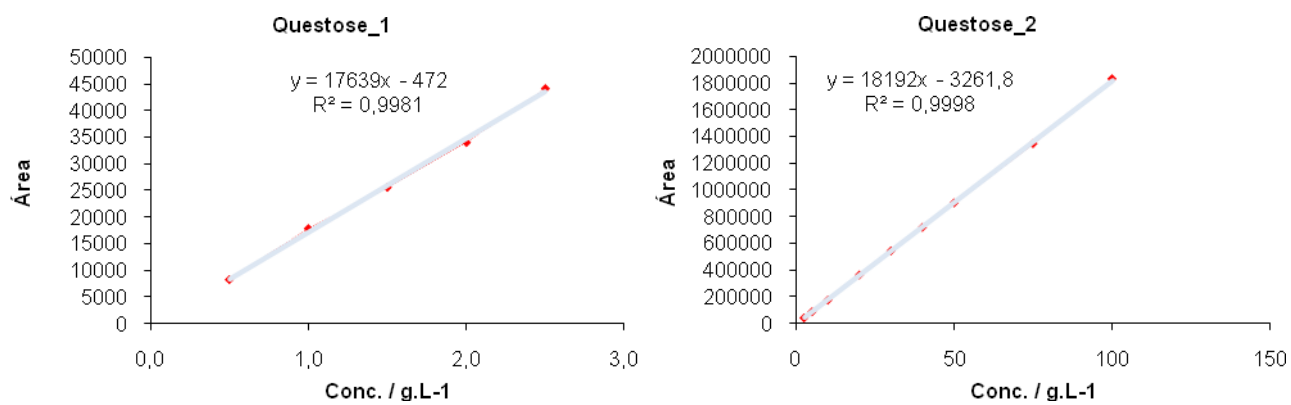 Questose_1
50000
45000
40000
35000
30000
25000
20000
15000
10000
5000
0
y = 17639x - 472
R² = 0,9981
Área
0,0 1,0 2,0 3,0
Conc. / g.L-1
Questose_2
2000000
1800000
1600000
1400000
1200000
1000000
800000
600000
400000
200000
0
y = 18192x - 3261,8
R² = 0,9998
Área
0 50 100 150
Conc. / g.L-1